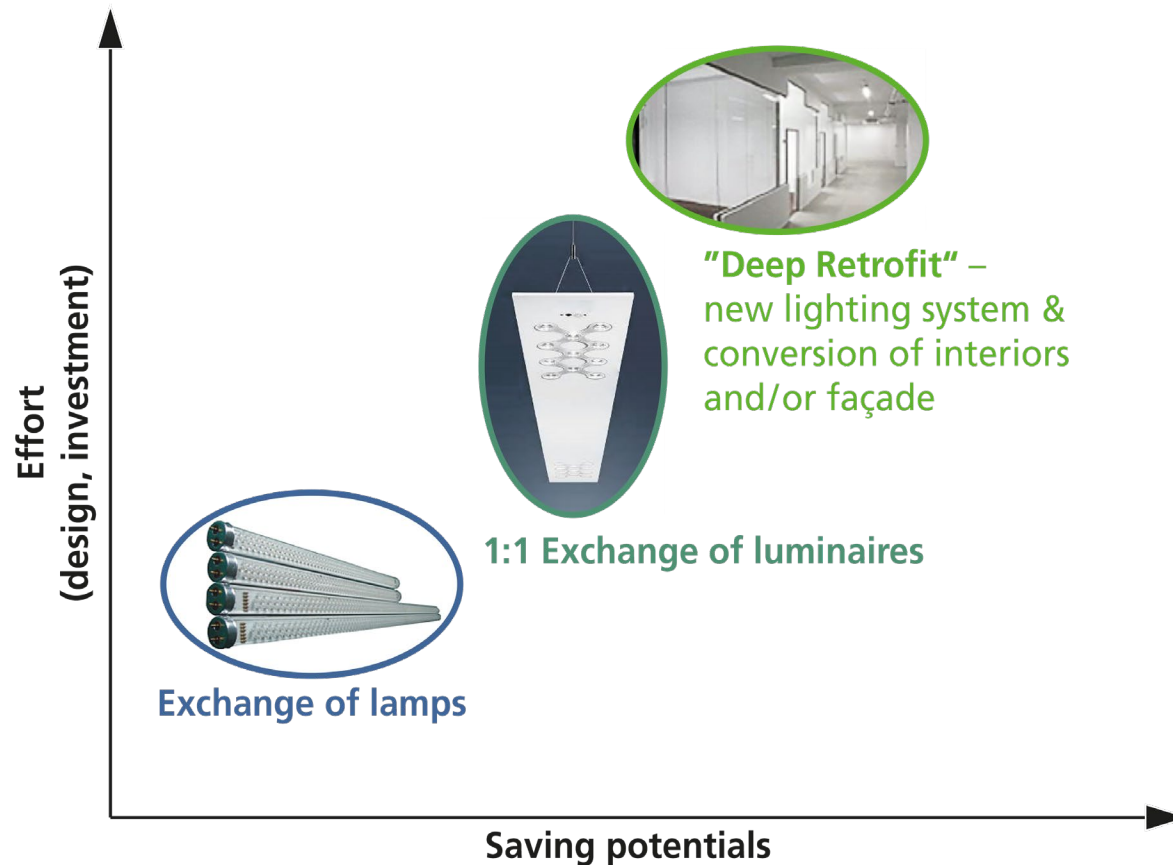 Effort
(design, investment)
”Deep Retrofit“ –
new lighting system &
conversion of interiors
and/or façade
1:1 Exchange of luminaires
Exchange of lamps
Saving potentials